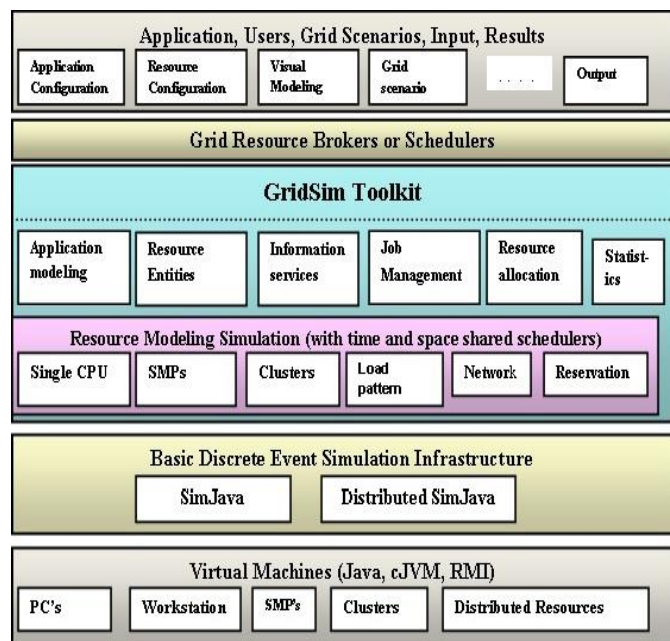 Application, Users, Grid Scenarios, Input, Results
Application
Configuration
Resource
Configuration
Visual
Modeling
Grid
scenario
. . . .
Output
Grid Resource Brokers or Schedulers
GridSim Toolkit
Application
modeling
Resource
Entities
Information
services
Job
Management
Resource
allocation
Statist-
ics
Resource Modeling Simulation (with time and space shared schedulers)
Single CPU
SMPs
Clusters
Load
pattern
Network
Reservation
Basic Discrete Event Simulation Infrastructure
SimJava
Distributed SimJava
Virtual Machines (Java, cJVM, RMI)
PC's
Workstation
SMP's
Clusters
Distributed Resources